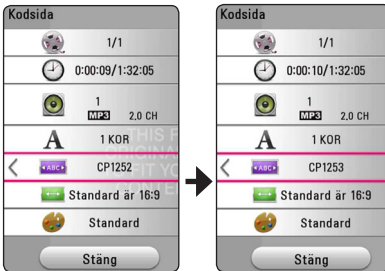 Kodsida
1/1
0:00:09/1:32:05
1
MP3 2,0 CH
A 1 KOR
ABC CP1252
Standard är 16:9
Standard
Stäng
Kodsida
1/1
0:00:10/1:32:05
1
MP3 2,0 CH
A 1 KOR
ABC CP1253
Standard är 16:9
Standard
Stäng